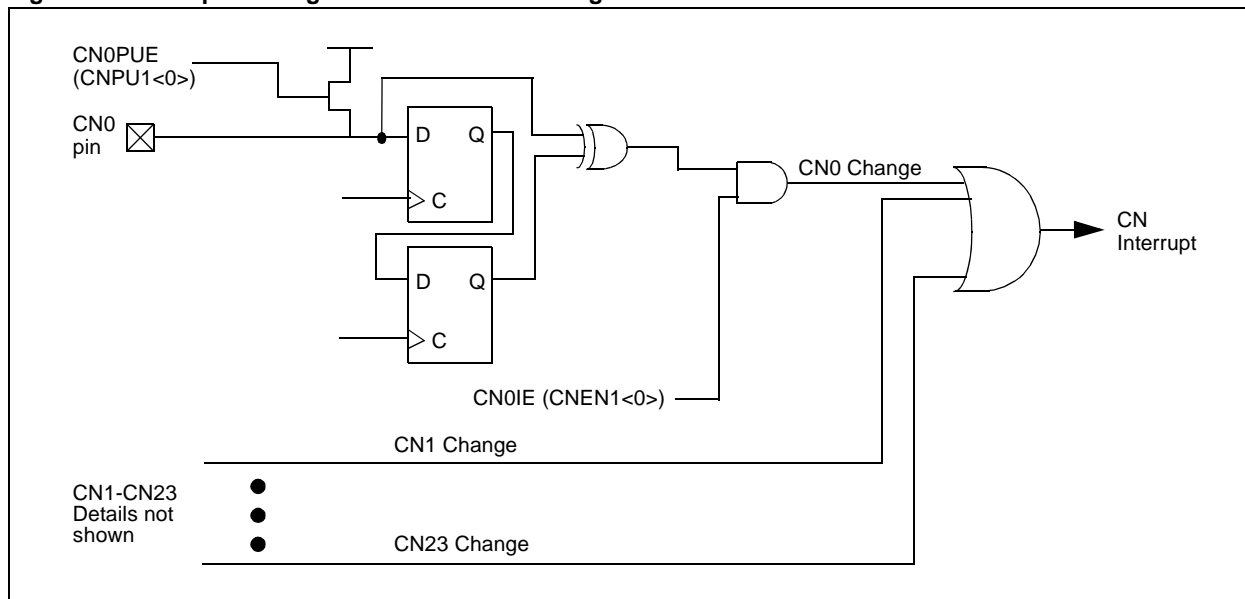 CN0PUE
(CNPU1<0>)
CN0
pin
D Q
C
D Q
C
CN0 Change
CN
Interrupt
CN0IE (CNEN1<0>)
CN1 Change
CN1-CN23
Details not
shown
CN23 Change